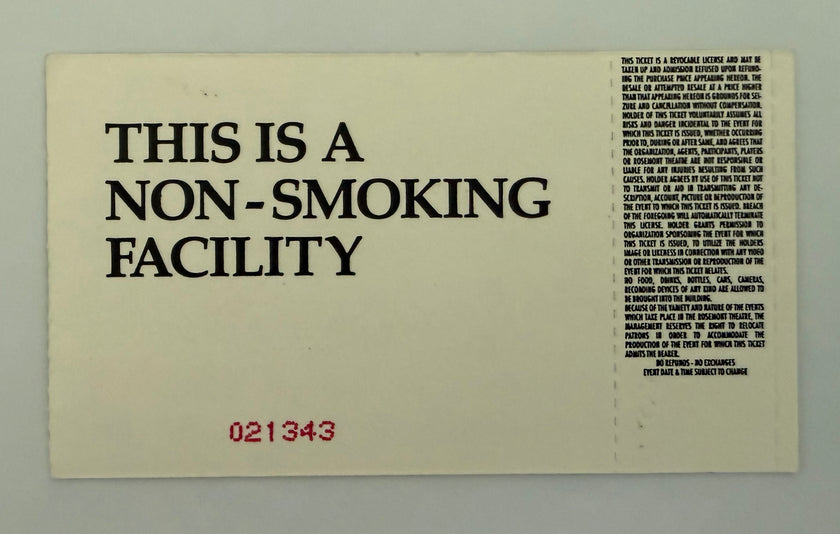 THIS IS A
NON-SMOKING
FACILITY
021343
THIS TICKET IS A REVOCABLE LICENSE AND MAY BE
TAKEN UP AND ADMISSION REFUSED UPON REFUND-
ING THE PURCHASE PRICE APPEARING HEREON. THE
RESALE OR ATTEMPTED RESALE AT A PRICE HIGHER
THAN THAT APPEARING HEREON IS GROUNDS FOR SEI-
ZURE AND CANCELLATION WITHOUT COMPENSATION.
HOLDER OF THIS TICKET VOLUNTARILY ASSUMES ALL
RISKS AND DANGER INCIDENTAL TO THE EVENT FOR
WHICH THIS TICKET IS ISSUED, WHETHER OCCURRING
PRIOR TO, DURING OR AFTER SAME, AND AGREES THAT
THE ORGANIZATION, AGENTS, PARTICIPANTS, PLAYERS
OR ROSEMONT THEATRE ARE NOT RESPONSIBLE OR
LIABLE FOR ANY INJURIES RESULTING FROM SUCH
CAUSES. HOLDER AGREES BY USE OF THIS TICKET NOT
TO TRANSMIT OR AID IN TRANSMITTING ANY DE-
SCRIPTION, ACCOUNT, PICTURE OR REPRODUCTION OF
THE EVENT TO WHICH THIS TICKET IS ISSUED. BREACH
OF THE FOREGOING WILL AUTOMATICALLY TERMINATE
THIS LICENSE. HOLDER GRANTS PERMISSION TO
ORGANIZATION SPONSORING THE EVENT FOR WHICH
THIS TICKET IS ISSUED, TO UTILIZE THE HOLDERS
IMAGE OR LIKENESS IN CONNECTION WITH ANY VIDEO
OR OTHER TRANSMISSION OR REPRODUCTION OF THE
EVENT FOR WHICH THIS TICKET RELATES.
NO FOOD, DRINKS, BOTTLES, CANS, CAMERAS,
RECORDING DEVICES OF ANY KIND ARE ALLOWED TO
BE BROUGHT INTO THE BUILDING.
BECAUSE OF THE VARIETY AND NATURE OF THE EVENTS
WHICH TAKE PLACE IN THE ROSEMONT THEATRE, THE
MANAGEMENT RESERVES THE RIGHT TO RELOCATE
PATRONS IN ORDER TO ACCOMMODATE THE
PRODUCTION OF THE EVENT FOR WHICH THIS TICKET
ADMITS THE BEARER.
NO REFUNDS - NO EXCHANGES
EVENT DATE & TIME SUBJECT TO CHANGE